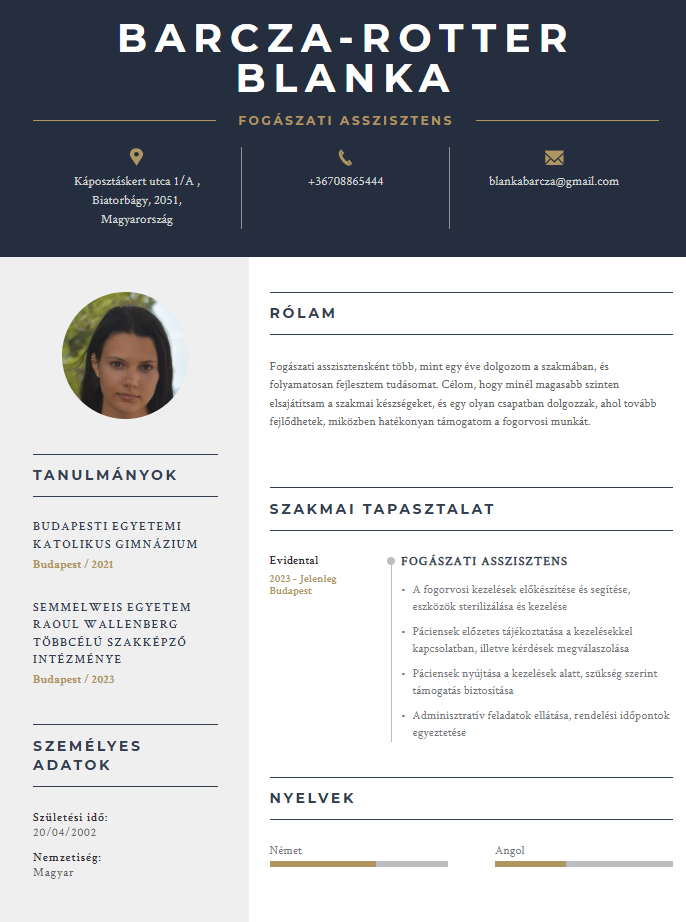 BARCZA-ROTTER
BLANKA
FOGÁSZATI ASSZISZTENS
Káposztáskert utca 1/A ,
Biatorbágy, 2051,
Magyarország
+36708865444
blankabarcza@gmail.com
TANULMÁNYOK
BUDAPESTI EGYETEMI
KATOLIKUS GIMNÁZIUM
Budapest / 2021
SEMMELWEIS EGYETEM
RAOUL WALLENBERG
TÖBBCÉLÚ SZAKKÉPZŐ
INTÉZMÉNYE
Budapest / 2023
SZEMÉLYES
ADATOK
Születési idő:
20/04/2002
Nemzetiség:
Magyar
RÓLAM
Fogászati asszisztensként több, mint egy éve dolgozom a szakmában, és
folyamatosan fejlesztem tudásomat. Célom, hogy minél magasabb szinten
elsajátítsam a szakmai készségeket, és egy olyan csapatban dolgozzak, ahol tovább
fejlődhetek, miközben hatékonyan támogatom a fogorvosi munkát.
SZAKMAI TAPASZTALAT
Evidental
2023 - Jelenleg
Budapest
FOGÁSZATI ASSZISZTENS
• A fogorvosi kezelések előkészítése és segítése,
eszközök sterilizálása és kezelése
• Páciensek előzetes tájékoztatása a kezelésekkel
kapcsolatban, illetve kérdések megválaszolása
• Páciensek nyújtása a kezelések alatt, szükség szerint
támogatás biztosítása
• Adminisztratív feladatok ellátása, rendelési időpontok
egyeztetése
NYELVEK
Német
Angol